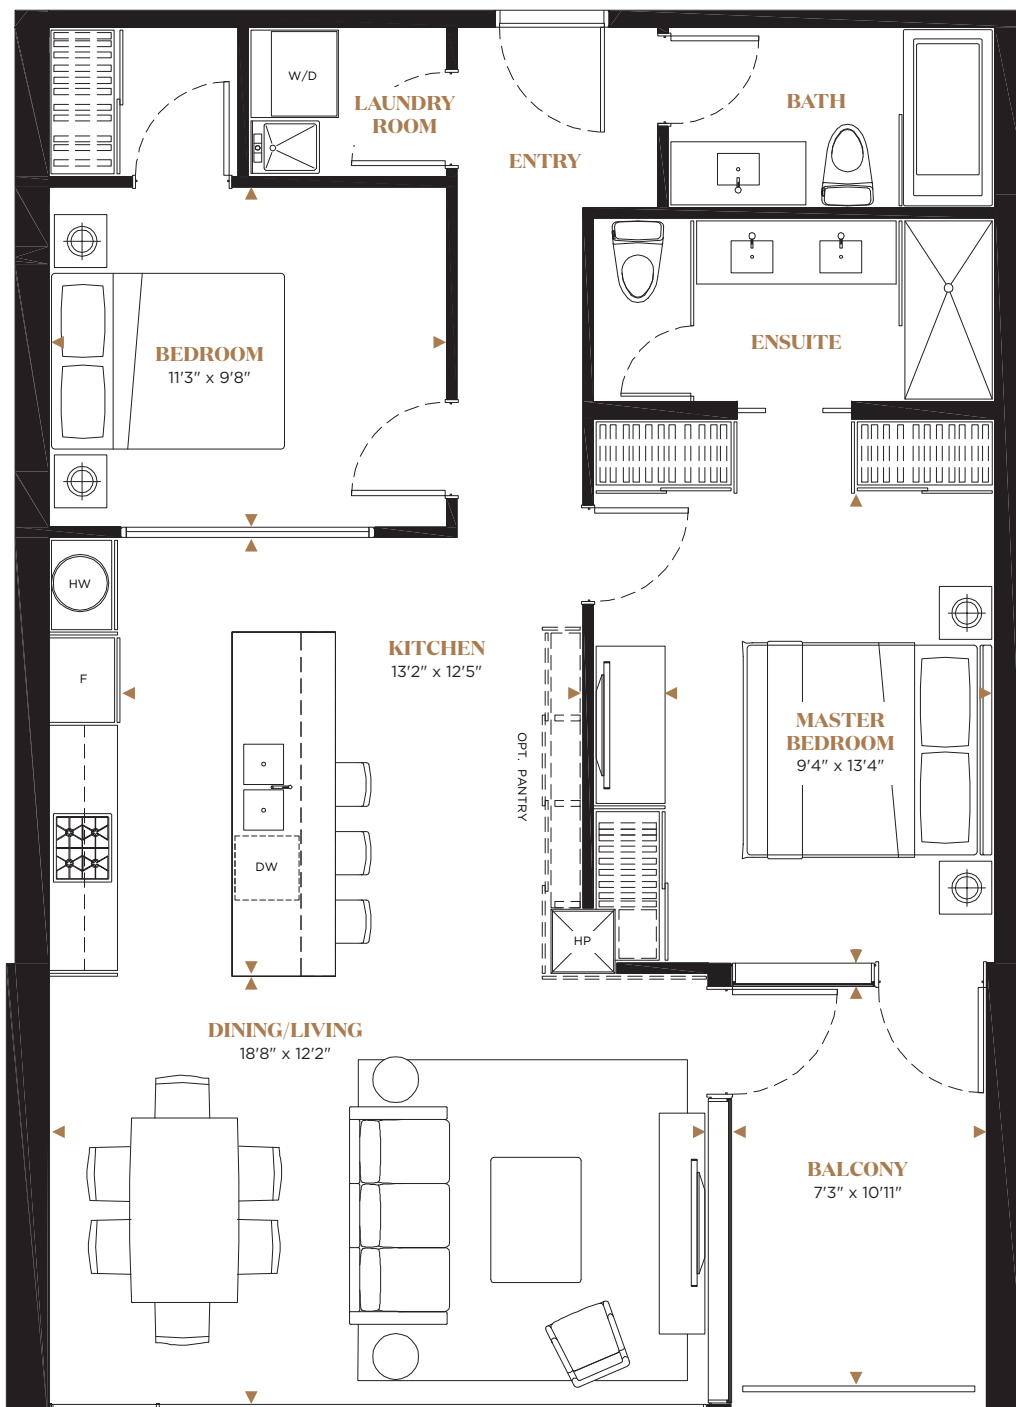 W/D
LAUNDRY
ROOM
BATH
ENTRY
ENSUITE
BEDROOM
11'3" x 9'8"
HW
KITCHEN
13'2" x 12'5"
F
OPT. PANTRY
MASTER
BEDROOM
9'4" x 13'4"
DW
HP
DINING/LIVING
18'8" x 12'2"
BALCONY
7'3" x 10'11"